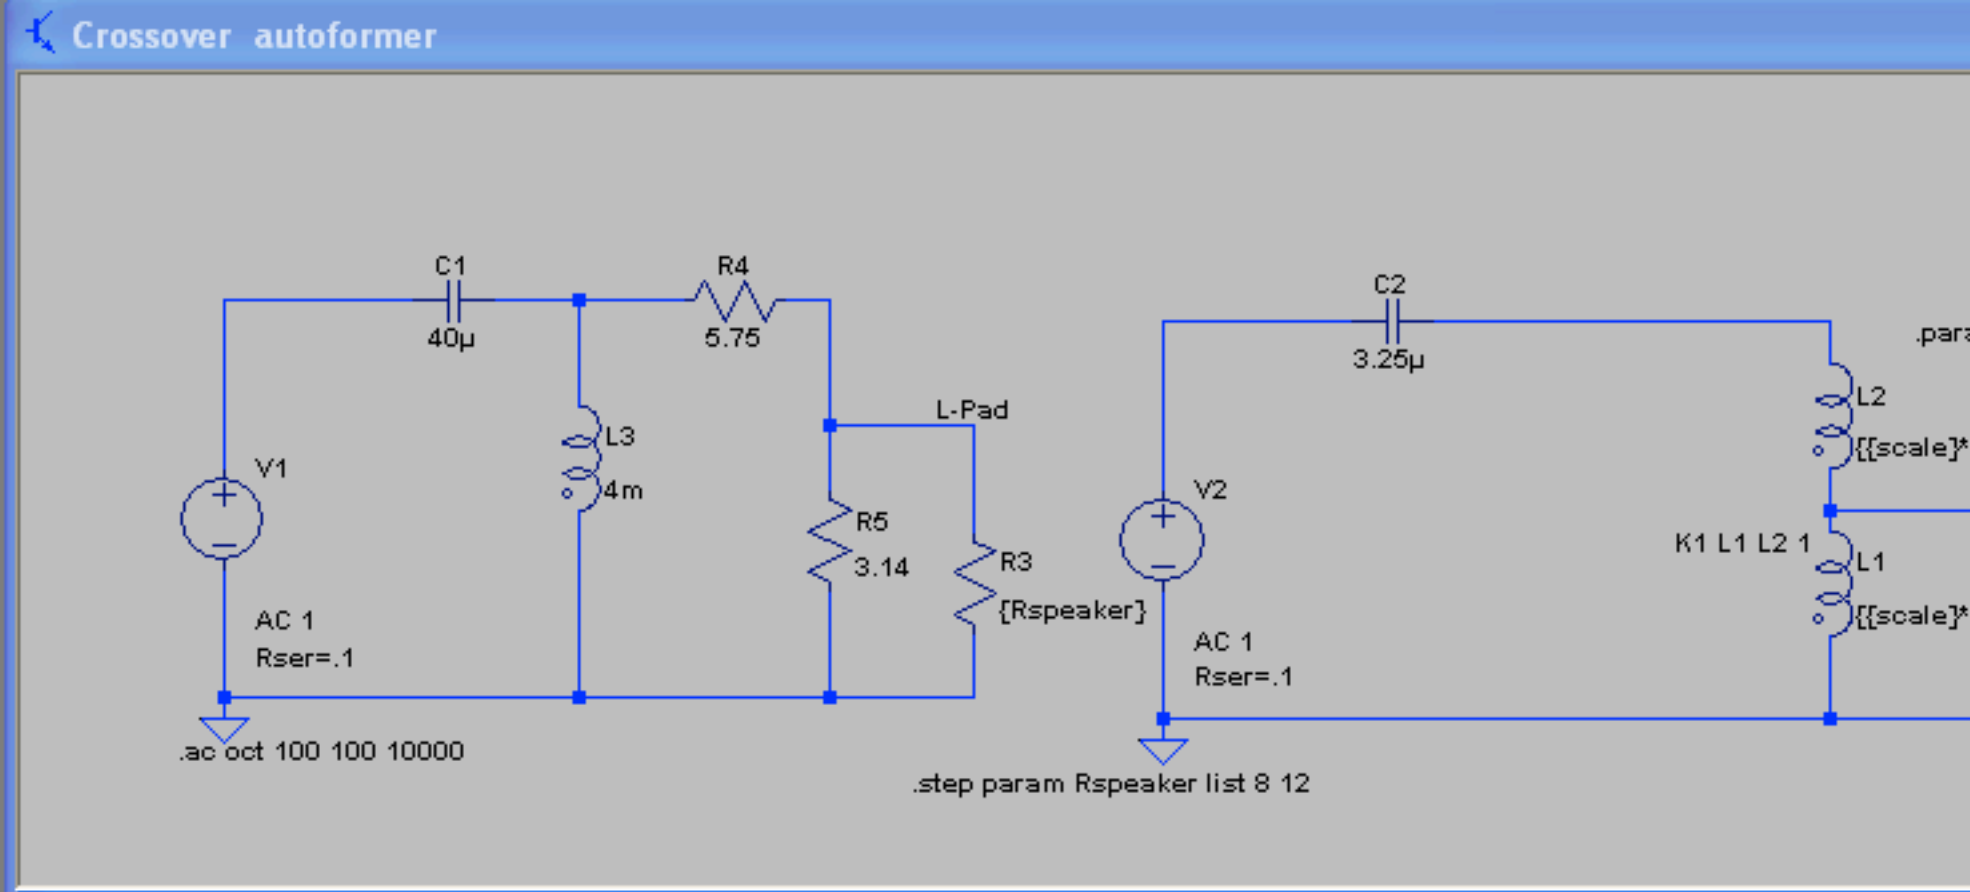 Crossover autoformer
C1
40µ
R4
5.75
L-Pad
L3
4m
V1
AC 1
Rser=.1
R5
3.14
R3
{Rspeaker}
.ac oct 100 100 10000
C2
3.25µ
L2
{{scale}*
V2
K1 L1 L2 1
L1
{{scale}*
AC 1
Rser=.1
.step param Rspeaker list 8 12